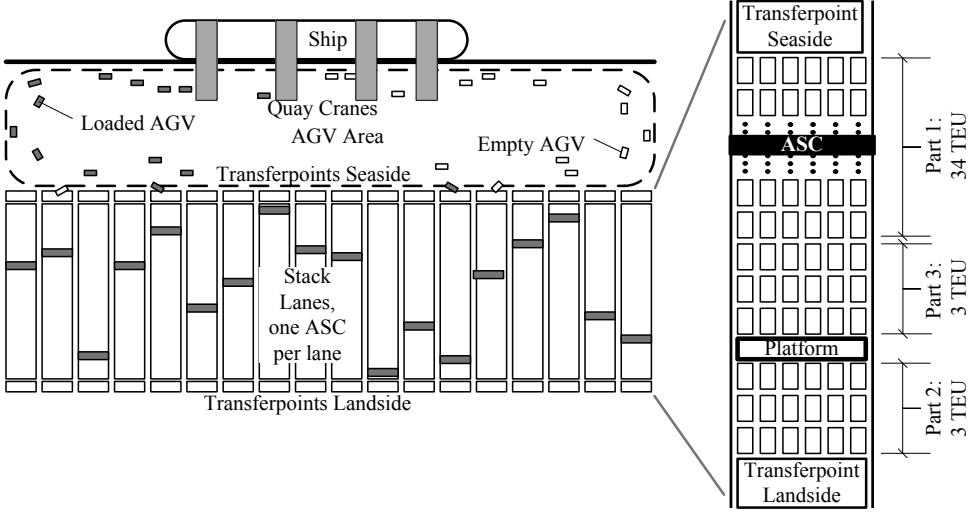 Ship
Quay Cranes
AGV Area
Loaded AGV
Empty AGV
Transferpoints Seaside
Stack
Lanes,
one ASC
per lane
Transferpoints Landside
Transferpoint
Seaside
ASC
Platform
Transferpoint
Landside
Part 1:
34 TEU
Part 3:
3 TEU
Part 2:
3 TEU